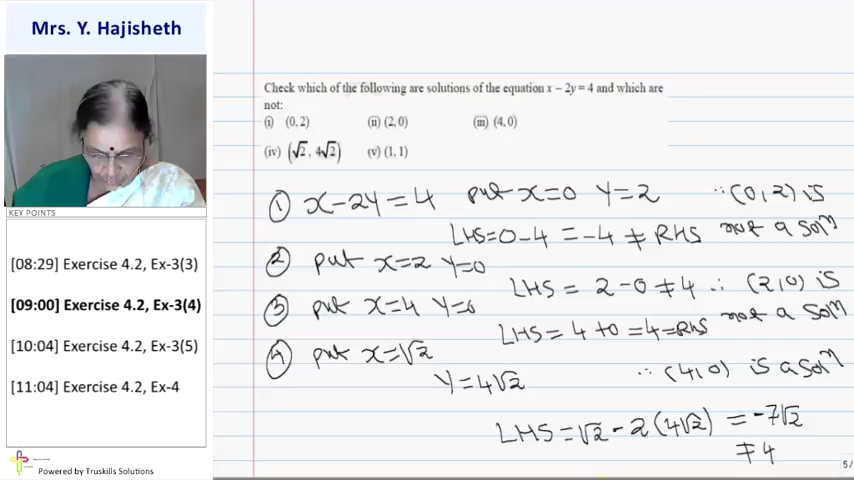 Mrs. Y. Hajisheth
KEY POINTS
[08:29] Exercise 4.2, Ex-3(3)
[09:00] Exercise 4.2, Ex-3(4)
[10:04] Exercise 4.2, Ex-3(5)
[11:04] Exercise 4.2, Ex-4
Powered by Truskills Solutions
Check which of the following are solutions of the equation x – 2y = 4 and which are
not:
(i) (0, 2) (ii) (2, 0) (iii) (4, 0)
(iv) (√2, 4√2) (v) (1, 1)
① x-2y=4 put x=0 y=2 ∴(0,2) is
LHS=0-4=-4≠RHS not a solⁿ
② put x=2 y=0
LHS = 2-0≠4 ∴ (2,0) is
③ put x=4 y=0 not a solⁿ
LHS=4+0=4=RHS
④ put x=√2
y=4√2 ∴(4,0) is a solⁿ
LHS=√2-2(4√2) = -7√2
≠4
5/